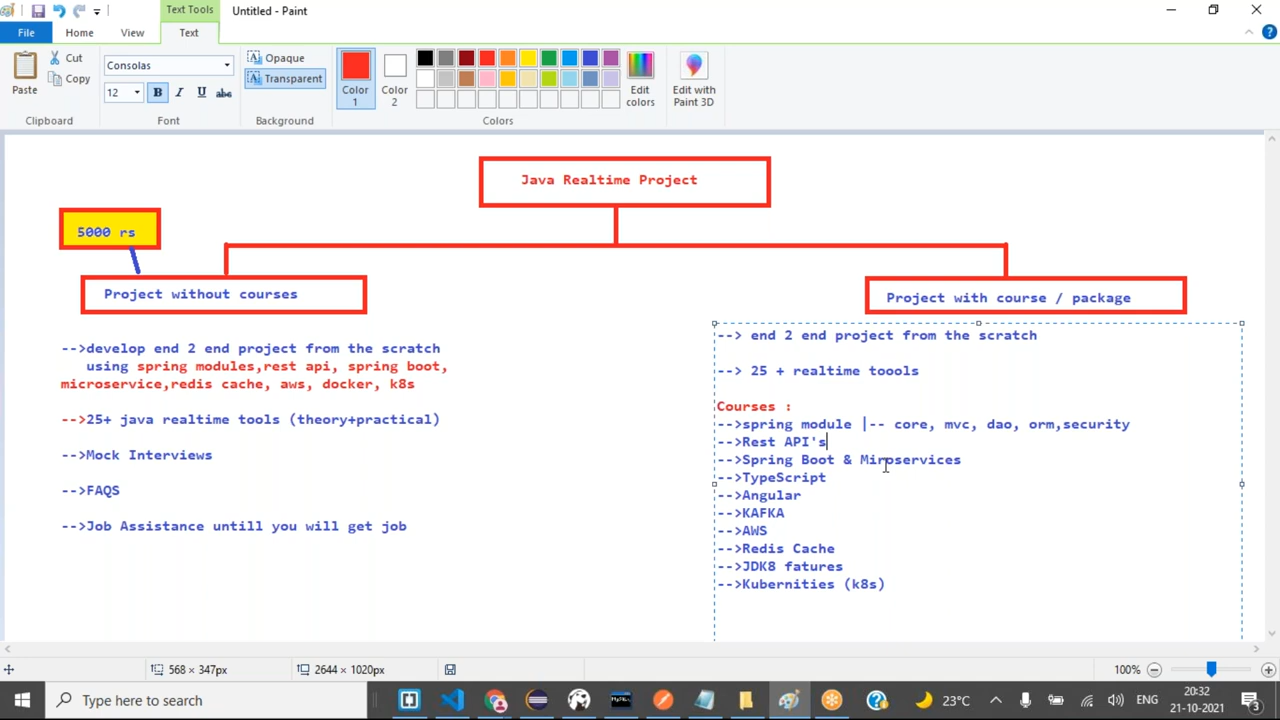 Text Tools
Untitled - Paint
File
Home
View
Text
Paste
Cut
Copy
Clipboard
Consolas
12
B
I
U
abc
Font
Opaque
Transparent
Background
Color
1
Color
2
Edit
colors
Edit with
Paint 3D
Colors
Java Realtime Project
5000 rs
Project without courses
-->develop end 2 end project from the scratch
using spring modules,rest api, spring boot,
microservice,redis cache, aws, docker, k8s
-->25+ java realtime tools (theory+practical)
-->Mock Interviews
-->FAQS
-->Job Assistance untill you will get job
Project with course / package
--> end 2 end project from the scratch
--> 25 + realtime toools
Courses :
-->spring module |-- core, mvc, dao, orm,security
-->Rest API's
-->Spring Boot & Miroservices
-->TypeScript
-->Angular
-->KAFKA
-->AWS
-->Redis Cache
-->JDK8 fatures
-->Kubernities (k8s)
568 × 347px
2644 × 1020px
100%
Type here to search
23°C
ENG
20:32
21-10-2021
3